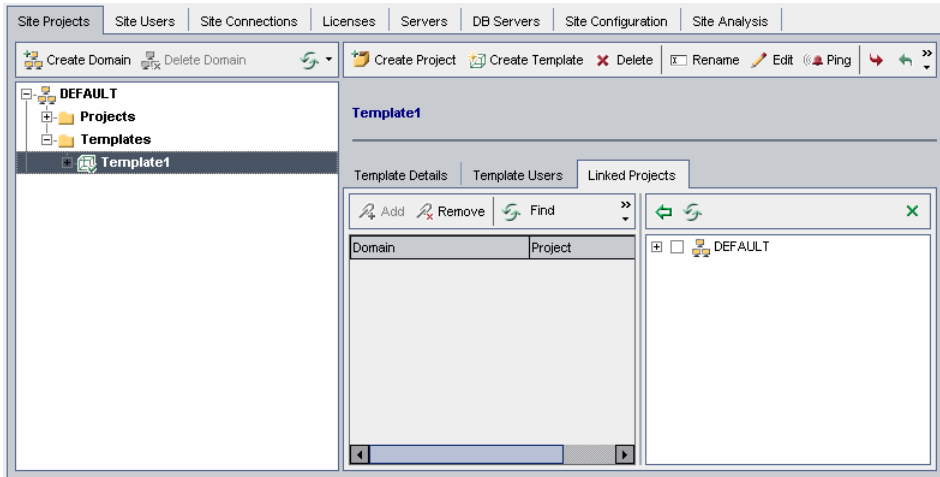 Site Projects Site Users Site Connections Licenses Servers DB Servers Site Configuration Site Analysis
Create Domain Delete Domain Create Project Create Template Delete Rename Edit Ping
DEFAULT
Projects
Templates
Template1
Template1
Template Details Template Users Linked Projects
Add Remove Find
Domain Project
DEFAULT